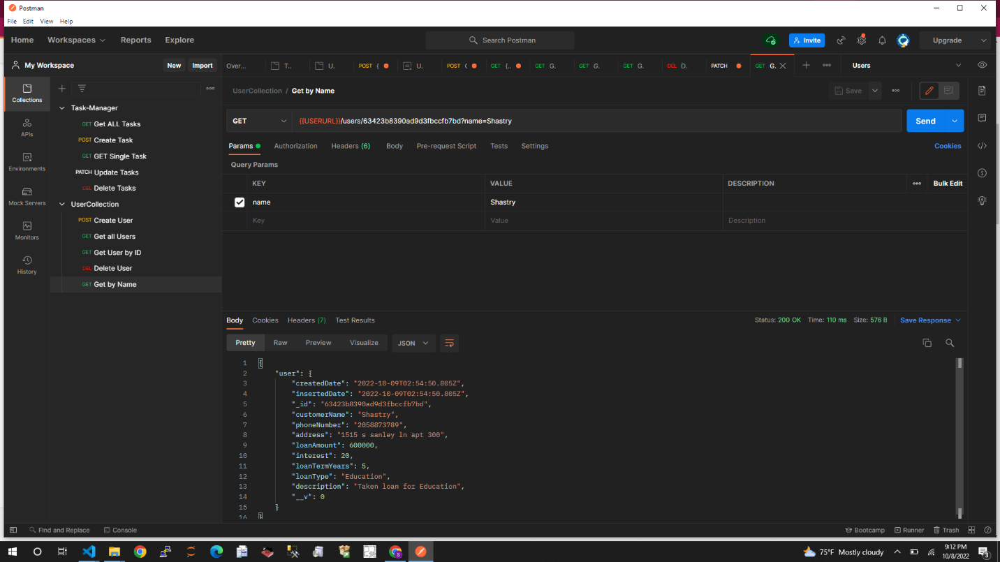 Postman
File Edit View Help
Home Workspaces Reports Explore Search Postman Invite Upgrade
My Workspace New Import Over... T.. U. POST { U. POST ( GET {.. GET G. GET G. GET G. DEL D. PATCH GET G. Users
UserCollection / Get by Name Save
Collections
APIs
Environments
Mock Servers
Monitors
History
Task-Manager
GET Get ALL Tasks
POST Create Task
GET GET Single Task
PATCH Update Tasks
DEL Delete Tasks
UserCollection
POST Create User
GET Get all Users
GET Get User by ID
DEL Delete User
GET Get by Name
GET {{USERURL}}/users/63423b8390ad9d3fbccfb7bd?name=Shastry Send
Params Authorization Headers (6) Body Pre-request Script Tests Settings Cookies
Query Params
KEY VALUE DESCRIPTION Bulk Edit
name Shastry
Key Value Description
Body Cookies Headers (7) Test Results Status: 200 OK Time: 110 ms Size: 576 B Save Response
Pretty Raw Preview Visualize JSON
1 {
2 "user": {
3 "createdDate": "2022-10-09T02:54:50.805Z",
4 "insertedDate": "2022-10-09T02:54:50.805Z",
5 "_id": "63423b8390ad9d3fbccfb7bd",
6 "customerName": "Shastry",
7 "phoneNumber": "2058873789",
8 "address": "1515 s sanley ln apt 300",
9 "loanAmount": 600000,
10 "interest": 20,
11 "loanTermYears": 5,
12 "loanType": "Education",
13 "description": "Taken loan for Education",
14 "__v": 0
15 }
16 }
Find and Replace Console Bootcamp Runner Trash
75°F Mostly cloudy 9:12 PM
10/8/2022 3